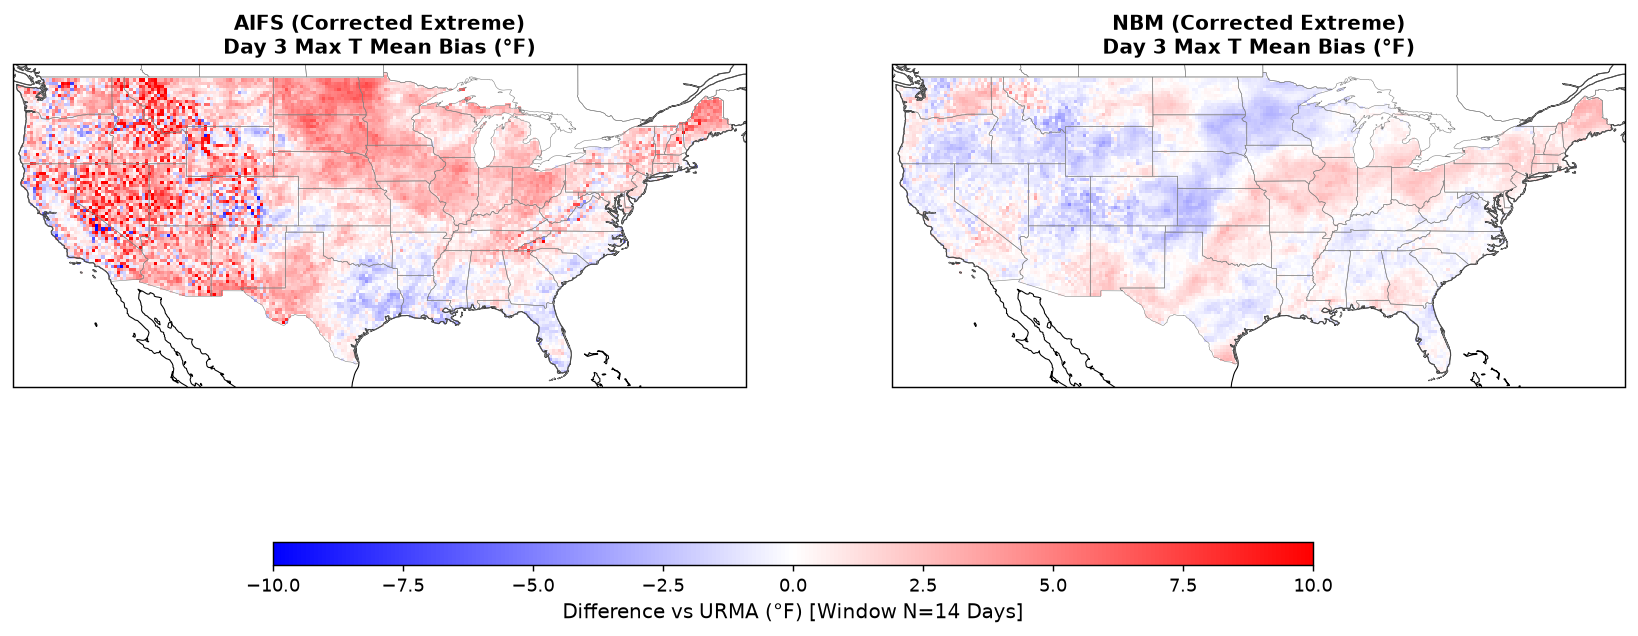 AIFS (Corrected Extreme)
Day 3 Max T Mean Bias (°F)
NBM (Corrected Extreme)
Day 3 Max T Mean Bias (°F)
−10.0 −7.5 −5.0 −2.5 0.0 2.5 5.0 7.5 10.0
Difference vs URMA (°F) [Window N=14 Days]